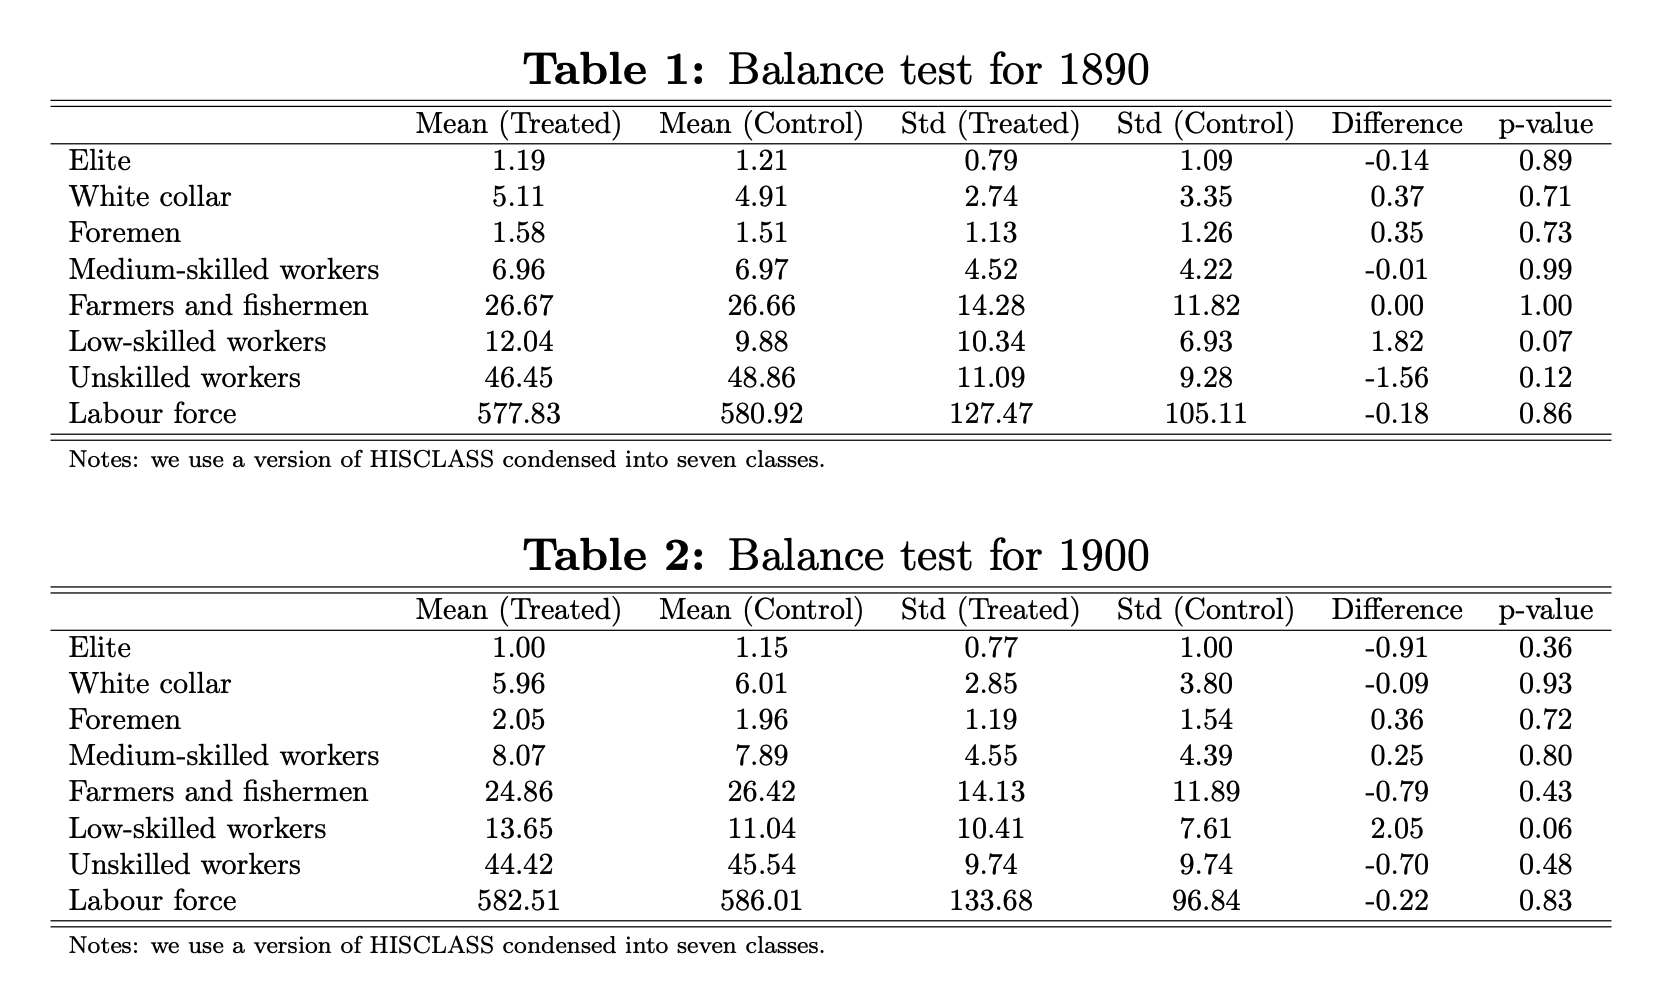 Table 1: Balance test for 1890
Mean (Treated) Mean (Control) Std (Treated) Std (Control) Difference p-value
Elite 1.19 1.21 0.79 1.09 -0.14 0.89
White collar 5.11 4.91 2.74 3.35 0.37 0.71
Foremen 1.58 1.51 1.13 1.26 0.35 0.73
Medium-skilled workers 6.96 6.97 4.52 4.22 -0.01 0.99
Farmers and fishermen 26.67 26.66 14.28 11.82 0.00 1.00
Low-skilled workers 12.04 9.88 10.34 6.93 1.82 0.07
Unskilled workers 46.45 48.86 11.09 9.28 -1.56 0.12
Labour force 577.83 580.92 127.47 105.11 -0.18 0.86
Notes: we use a version of HISCLASS condensed into seven classes.
Table 2: Balance test for 1900
Mean (Treated) Mean (Control) Std (Treated) Std (Control) Difference p-value
Elite 1.00 1.15 0.77 1.00 -0.91 0.36
White collar 5.96 6.01 2.85 3.80 -0.09 0.93
Foremen 2.05 1.96 1.19 1.54 0.36 0.72
Medium-skilled workers 8.07 7.89 4.55 4.39 0.25 0.80
Farmers and fishermen 24.86 26.42 14.13 11.89 -0.79 0.43
Low-skilled workers 13.65 11.04 10.41 7.61 2.05 0.06
Unskilled workers 44.42 45.54 9.74 9.74 -0.70 0.48
Labour force 582.51 586.01 133.68 96.84 -0.22 0.83
Notes: we use a version of HISCLASS condensed into seven classes.